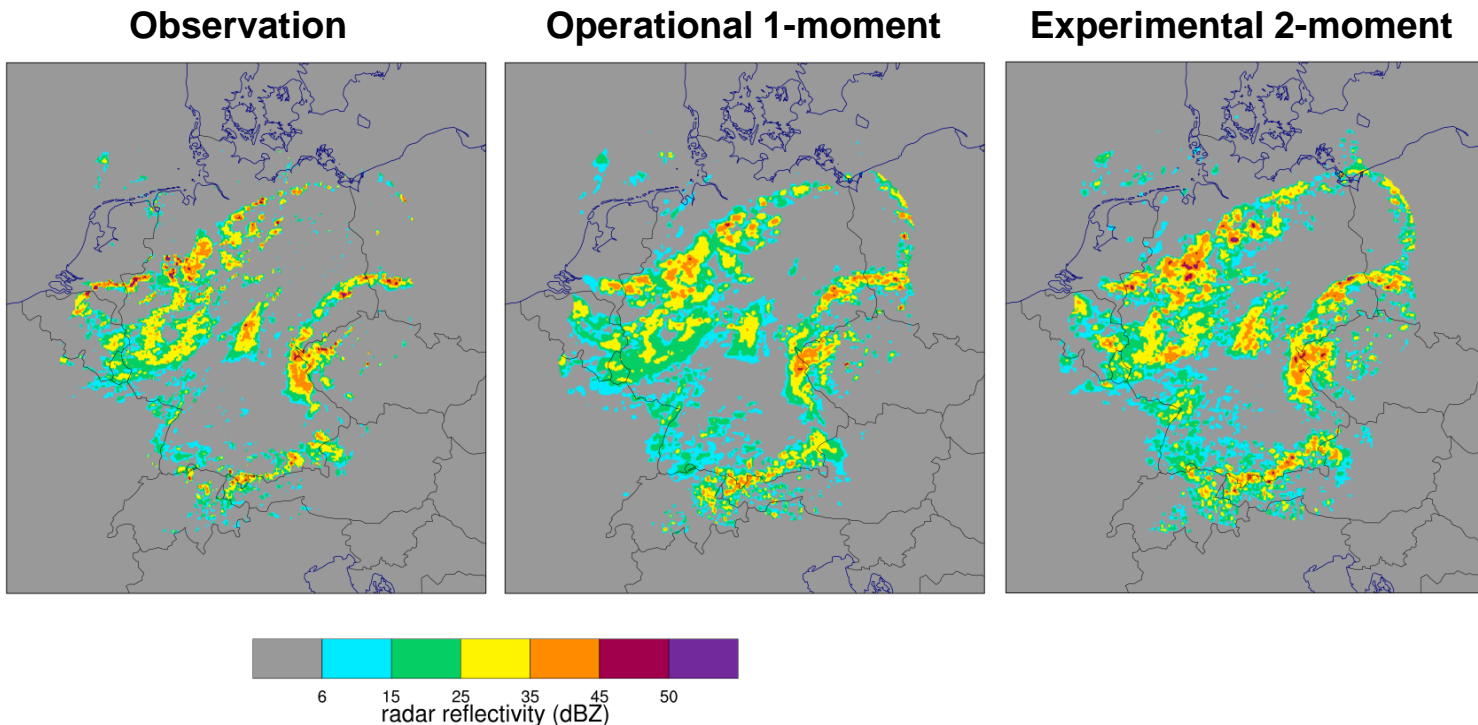 Observation
Operational 1-moment
Experimental 2-moment
6 15 25 35 45 50
radar reflectivity (dBZ)